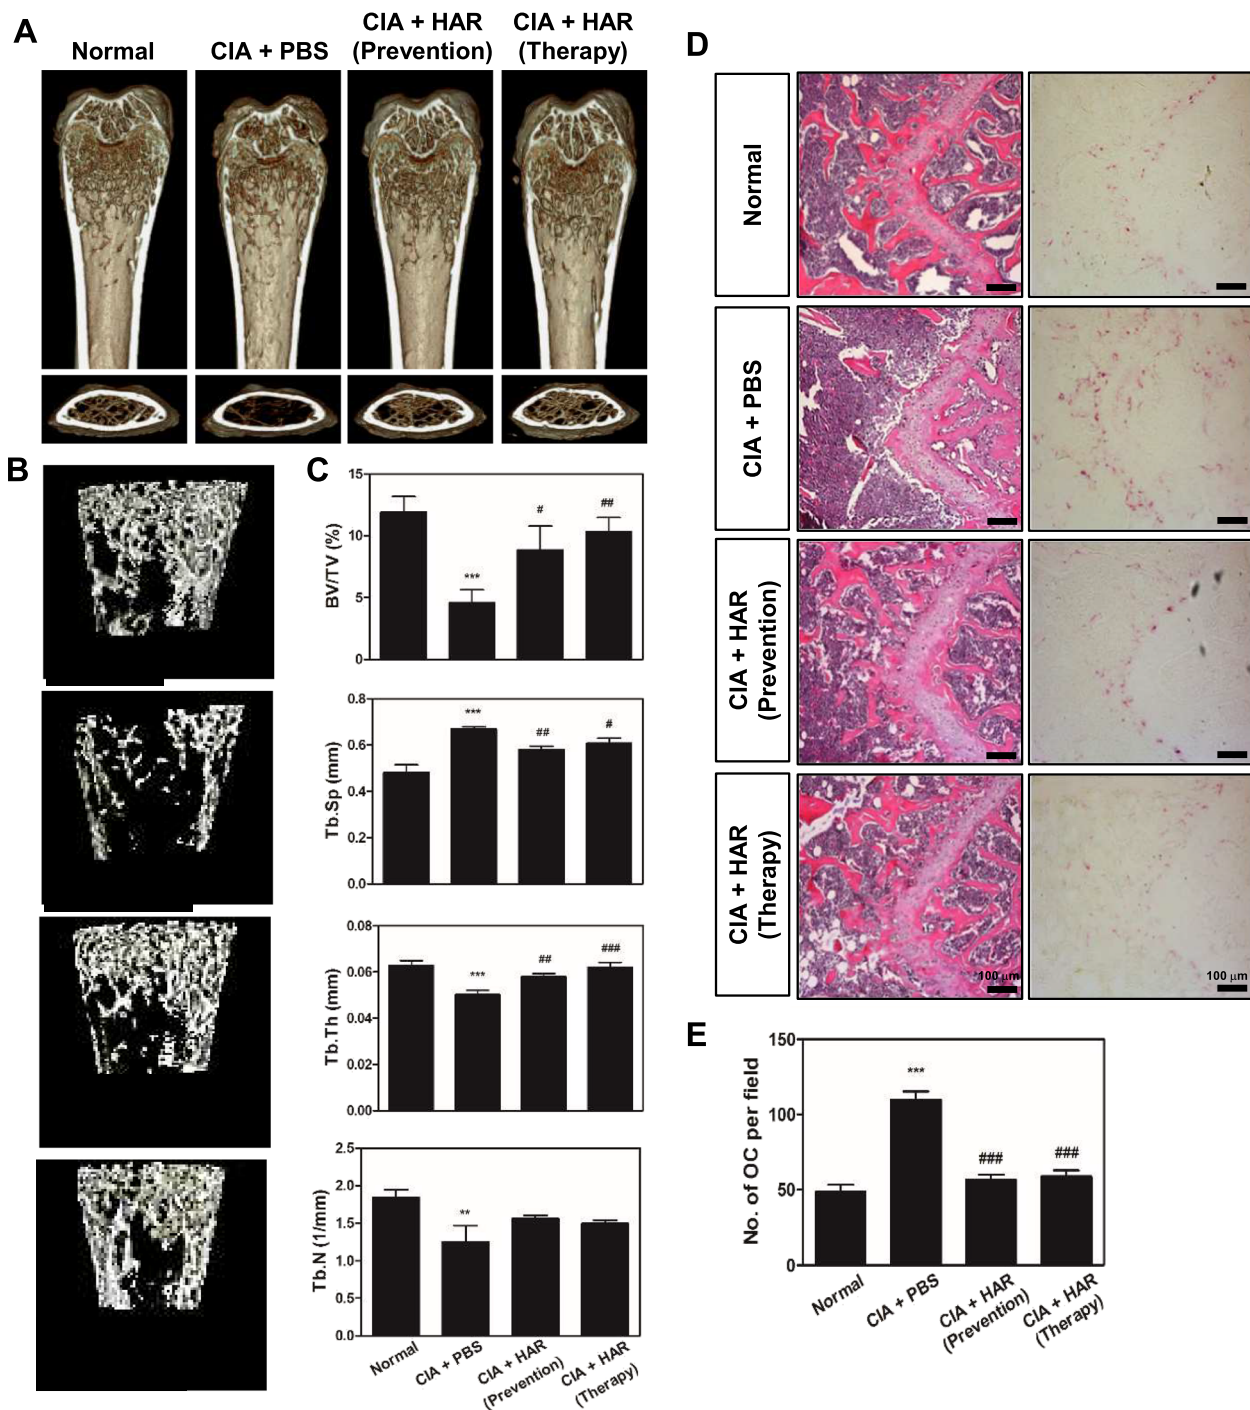 A
Normal
CIA + PBS
CIA + HAR
(Prevention)
CIA + HAR
(Therapy)
B
C
BV/TV (%)
15
10
5
0
***
#
##
Tb.Sp (mm)
0.8
0.6
0.4
0.2
0.0
***
##
#
Tb.Th (mm)
0.08
0.06
0.04
0.02
0.00
***
##
###
Tb.N (1/mm)
2.5
2.0
1.5
1.0
0.5
0.0
**
Normal
CIA + PBS
CIA + HAR
(Prevention)
CIA + HAR
(Therapy)
D
Normal
CIA + PBS
CIA + HAR
(Prevention)
CIA + HAR
(Therapy)
100 µm
100 µm
E
No. of OC per field
150
100
50
0
***
###
###
Normal
CIA + PBS
CIA + HAR
(Prevention)
CIA + HAR
(Therapy)